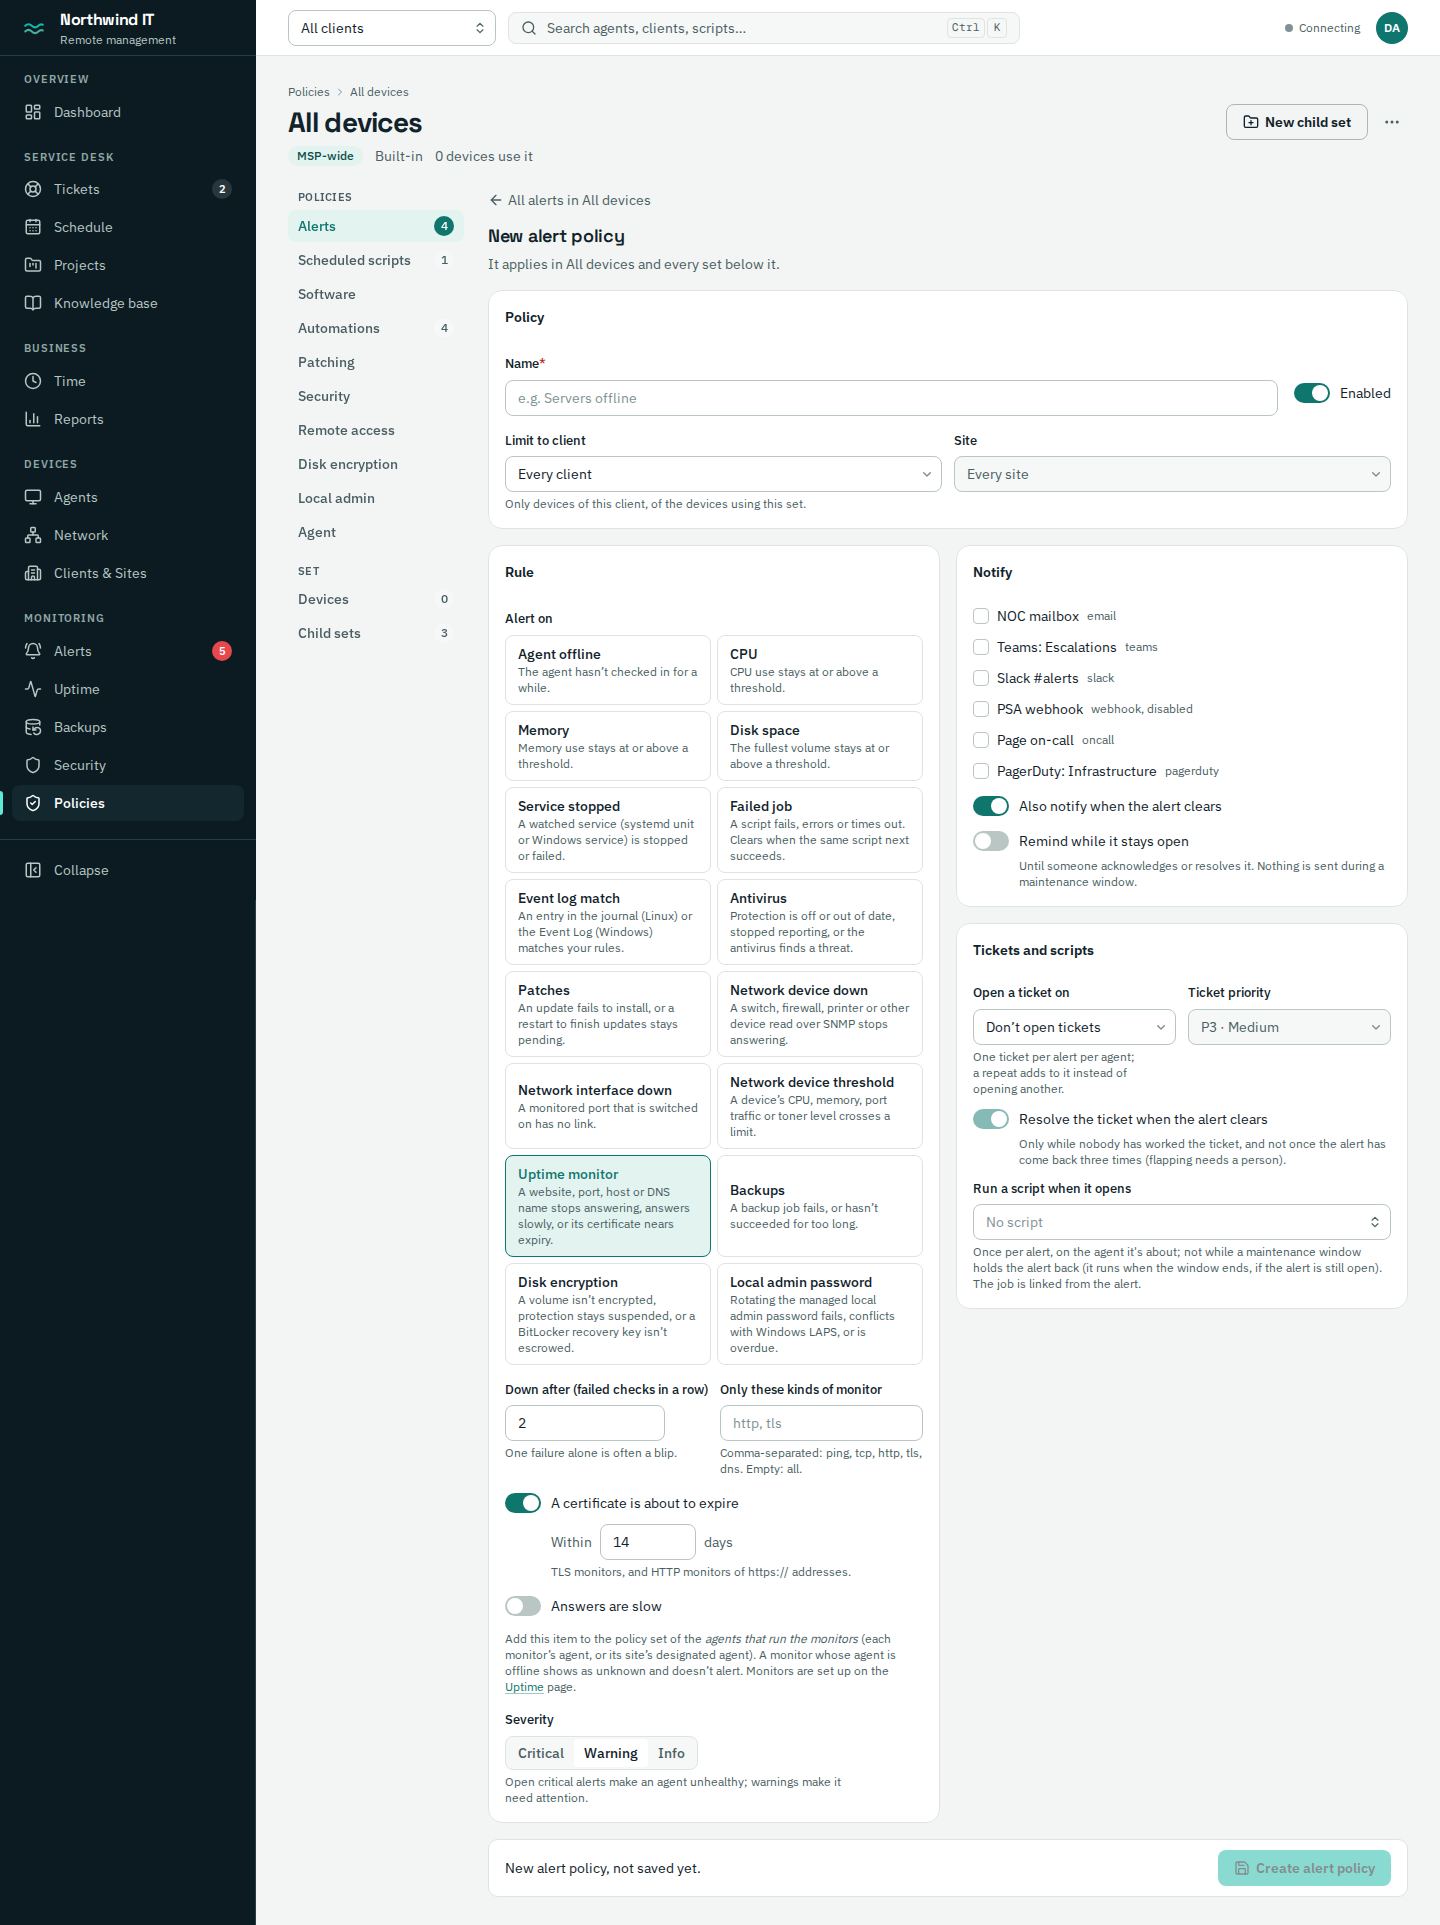 Northwind IT
Remote management
All clients
Search agents, clients, scripts...
Ctrl K
Connecting
DA
OVERVIEW
Dashboard
SERVICE DESK
Tickets 2
Schedule
Projects
Knowledge base
BUSINESS
Time
Reports
DEVICES
Agents
Network
Clients & Sites
MONITORING
Alerts 5
Uptime
Backups
Security
Policies
Collapse
Policies > All devices
All devices
New child set
MSP-wide Built-in 0 devices use it
POLICIES
Alerts 4
Scheduled scripts 1
Software
Automations 4
Patching
Security
Remote access
Disk encryption
Local admin
Agent
SET
Devices 0
Child sets 3
← All alerts in All devices
New alert policy
It applies in All devices and every set below it.
Policy
Name*
e.g. Servers offline
Enabled
Limit to client
Every client
Only devices of this client, of the devices using this set.
Site
Every site
Rule
Alert on
Agent offline
The agent hasn’t checked in for a
while.
CPU
CPU use stays at or above a
threshold.
Memory
Memory use stays at or above a
threshold.
Disk space
The fullest volume stays at or
above a threshold.
Service stopped
A watched service (systemd unit
or Windows service) is stopped
or failed.
Failed job
A script fails, errors or times out.
Clears when the same script next
succeeds.
Event log match
An entry in the journal (Linux) or
the Event Log (Windows)
matches your rules.
Antivirus
Protection is off or out of date,
stopped reporting, or the
antivirus finds a threat.
Patches
An update fails to install, or a
restart to finish updates stays
pending.
Network device down
A switch, firewall, printer or other
device read over SNMP stops
answering.
Network interface down
A monitored port that is switched
on has no link.
Network device threshold
A device’s CPU, memory, port
traffic or toner level crosses a
limit.
Uptime monitor
A website, port, host or DNS
name stops answering, answers
slowly, or its certificate nears
expiry.
Backups
A backup job fails, or hasn’t
succeeded for too long.
Disk encryption
A volume isn’t encrypted,
protection stays suspended, or a
BitLocker recovery key isn’t
escrowed.
Local admin password
Rotating the managed local
admin password fails, conflicts
with Windows LAPS, or is
overdue.
Down after (failed checks in a row)
2
One failure alone is often a blip.
Only these kinds of monitor
http, tls
Comma-separated: ping, tcp, http, tls,
dns. Empty: all.
A certificate is about to expire
Within 14 days
TLS monitors, and HTTP monitors of https:// addresses.
Answers are slow
Add this item to the policy set of the agents that run the monitors (each
monitor’s agent, or its site’s designated agent). A monitor whose agent is
offline shows as unknown and doesn’t alert. Monitors are set up on the
Uptime page.
Severity
Critical Warning Info
Open critical alerts make an agent unhealthy; warnings make it
need attention.
Notify
NOC mailbox email
Teams: Escalations teams
Slack #alerts slack
PSA webhook webhook, disabled
Page on-call oncall
PagerDuty: Infrastructure pagerduty
Also notify when the alert clears
Remind while it stays open
Until someone acknowledges or resolves it. Nothing is sent during a
maintenance window.
Tickets and scripts
Open a ticket on
Don’t open tickets
One ticket per alert per agent;
a repeat adds to it instead of
opening another.
Ticket priority
P3 · Medium
Resolve the ticket when the alert clears
Only while nobody has worked the ticket, and not once the alert has
come back three times (flapping needs a person).
Run a script when it opens
No script
Once per alert, on the agent it's about; not while a maintenance window
holds the alert back (it runs when the window ends, if the alert is still open).
The job is linked from the alert.
New alert policy, not saved yet.
Create alert policy